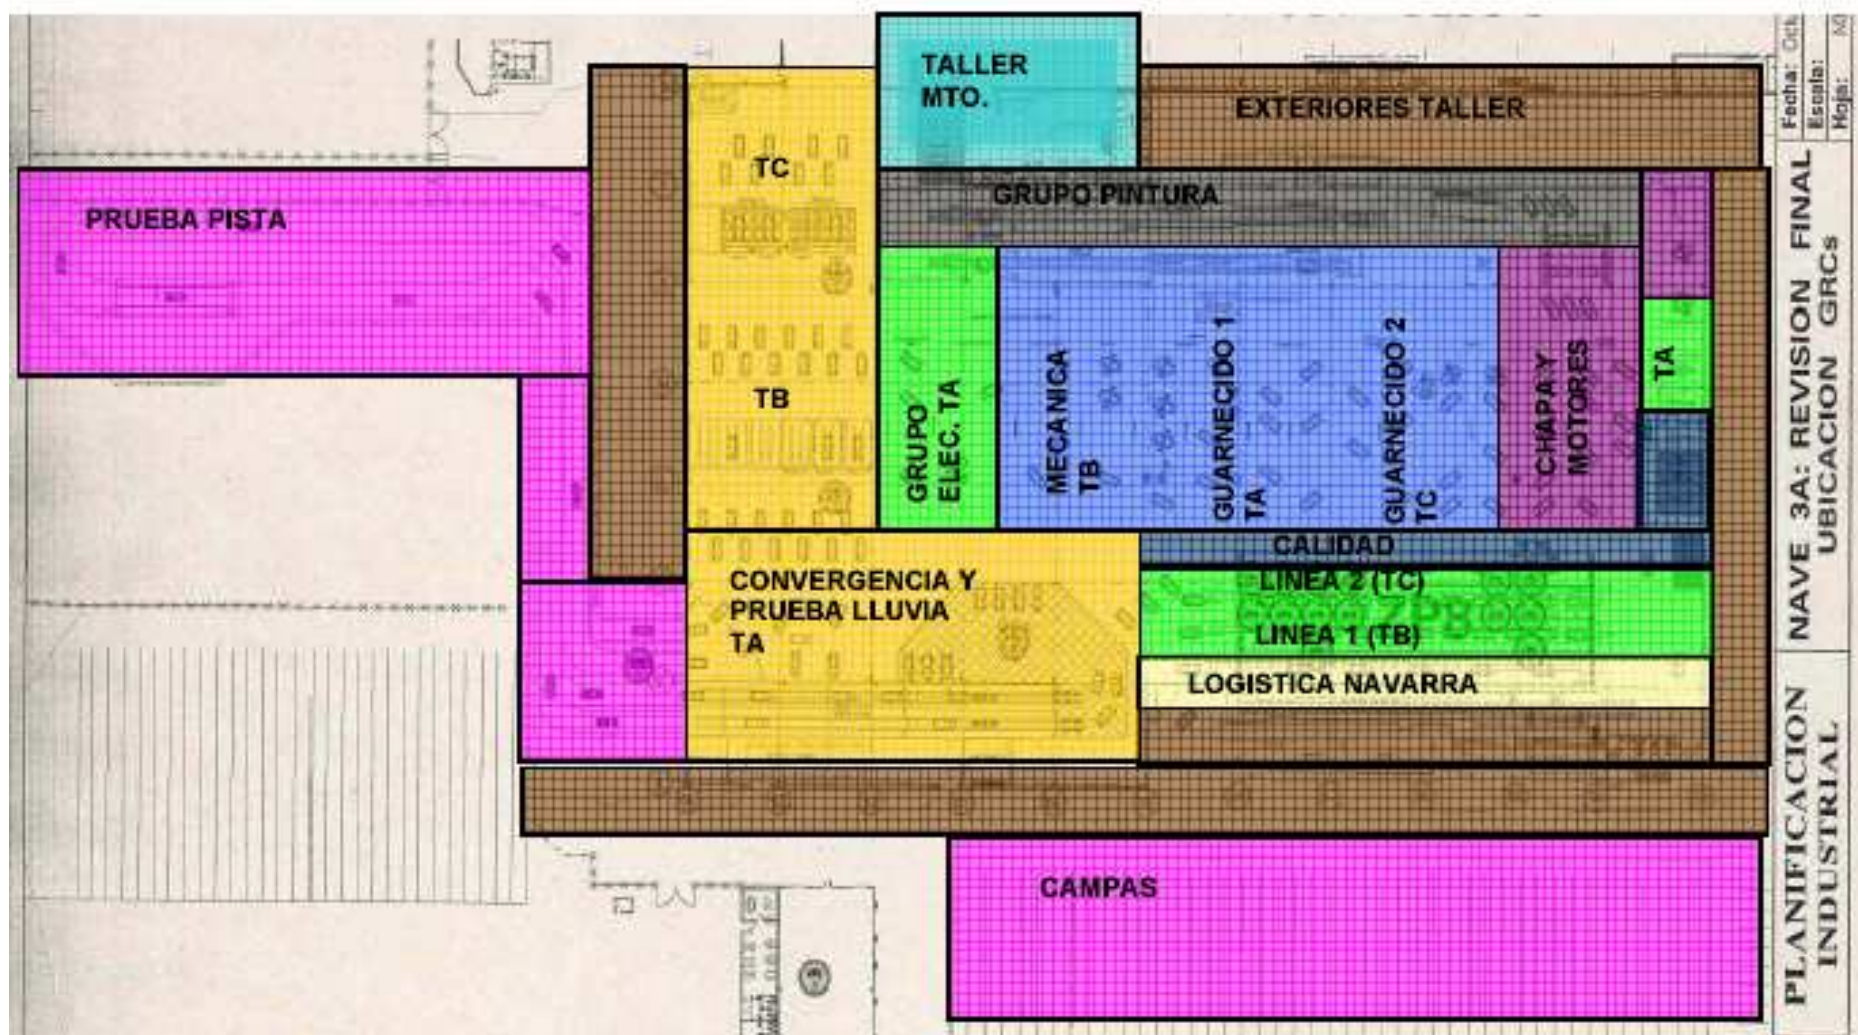 TALLER
MTO.
EXTERIORES TALLER
TC
GRUPO PINTURA
PRUEBA PISTA
TB
GRUPO
ELEC. TA
MECANICA
TB
GUARNECIDO 1
TA
GUARNECIDO 2
TC
CHAPA Y
MOTORES
TA
CALIDAD
CONVERGENCIA Y
PRUEBA LLUVIA
TA
LINEA 2 (TC)
LINEA 1 (TB)
LOGISTICA NAVARRA
CAMPAS
Fecha:
Escala:
Hoja:
NAVE 3A: REVISION FINAL
UBICACION GRCs
PLANIFICACION
INDUSTRIAL